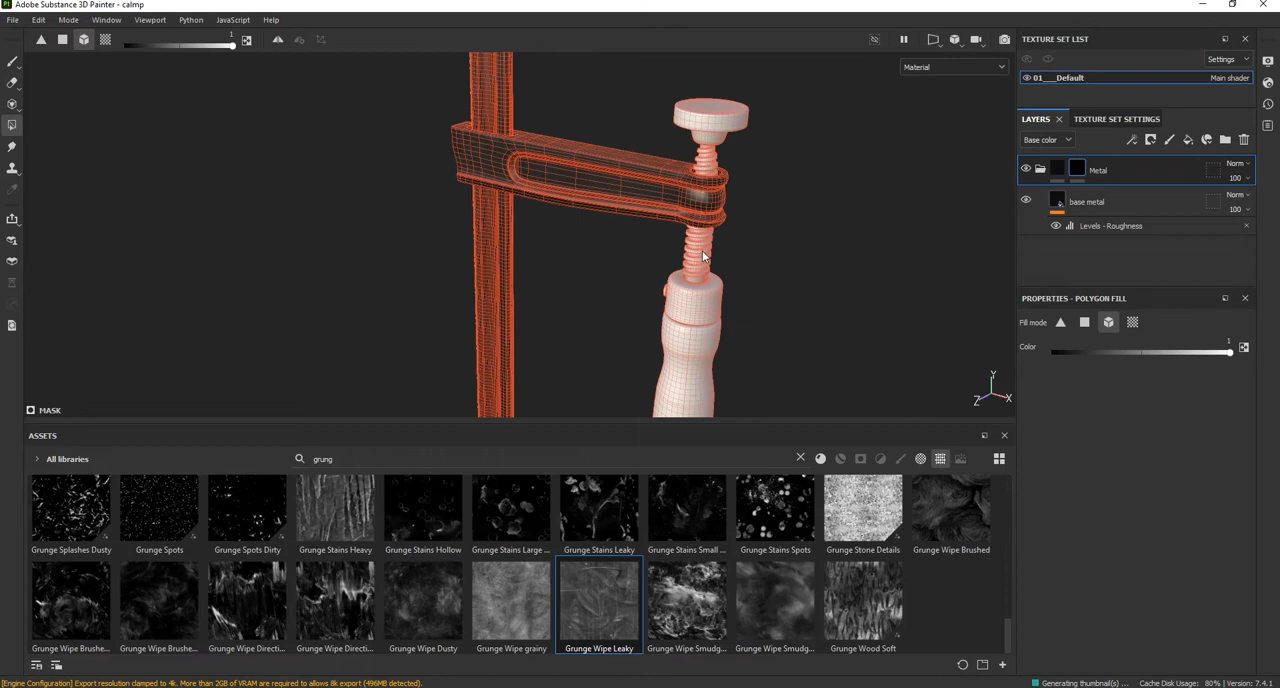 Adobe Substance 3D Painter - calmp
File Edit Mode Window Viewport Python JavaScript Help
1
Material
TEXTURE SET LIST
Settings
01___Default Main shader
LAYERS TEXTURE SET SETTINGS
Base color
Metal Norm
100
base metal Norm
100
Levels - Roughness
PROPERTIES - POLYGON FILL
Fill mode
Color 1
Y
Z X
MASK
ASSETS
All libraries grung
Grunge Splashes Dusty Grunge Spots Grunge Spots Dirty Grunge Stains Heavy Grunge Stains Hollow Grunge Stains Large ... Grunge Stains Leaky Grunge Stains Small ... Grunge Stains Spots Grunge Stone Details Grunge Wipe Brushed
Grunge Wipe Brushe... Grunge Wipe Brushe... Grunge Wipe Directi... Grunge Wipe Directi... Grunge Wipe Dusty Grunge Wipe grainy Grunge Wipe Leaky Grunge Wipe Smudg... Grunge Wipe Smudg... Grunge Wood Soft
[Engine Configuration] Export resolution clamped to 4k. More than 2GB of VRAM are required to allows 8k export (496MB detected). Generating thumbnail(s) ... Cache Disk Usage: 80% | Version: 7.4.1